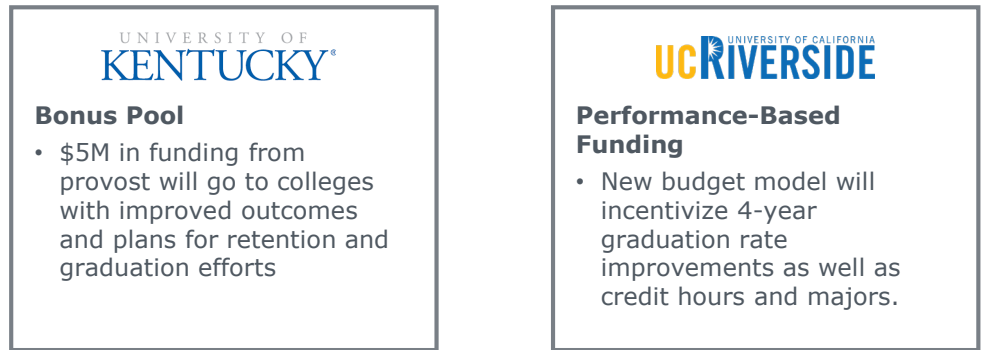 UNIVERSITY OF
KENTUCKY®
Bonus Pool
• $5M in funding from
provost will go to colleges
with improved outcomes
and plans for retention and
graduation efforts
UNIVERSITY OF CALIFORNIA
UCRIVERSIDE
Performance-Based
Funding
• New budget model will
incentivize 4-year
graduation rate
improvements as well as
credit hours and majors.